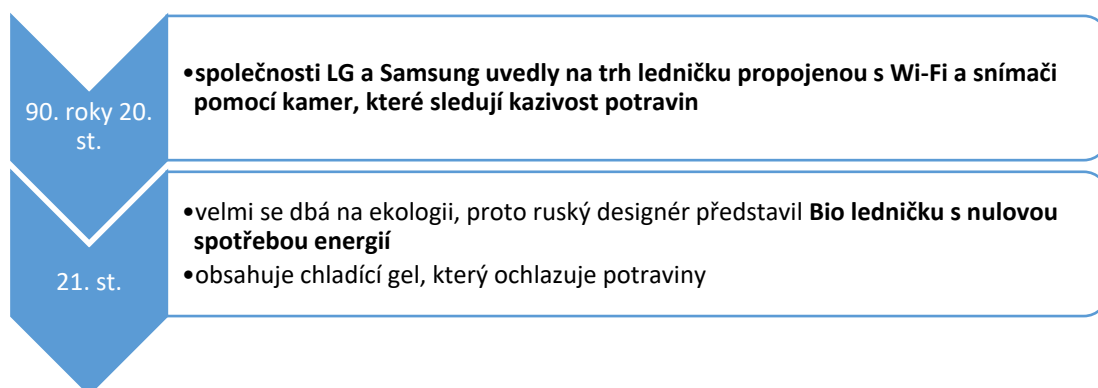 90. roky 20.
st.
•společnosti LG a Samsung uvedly na trh ledničku propojenou s Wi-Fi a snímači
pomocí kamer, které sledují kazivost potravin
21. st.
•velmi se dbá na ekologii, proto ruský designér představil Bio ledničku s nulovou
spotřebou energií
•obsahuje chladící gel, který ochlazuje potraviny